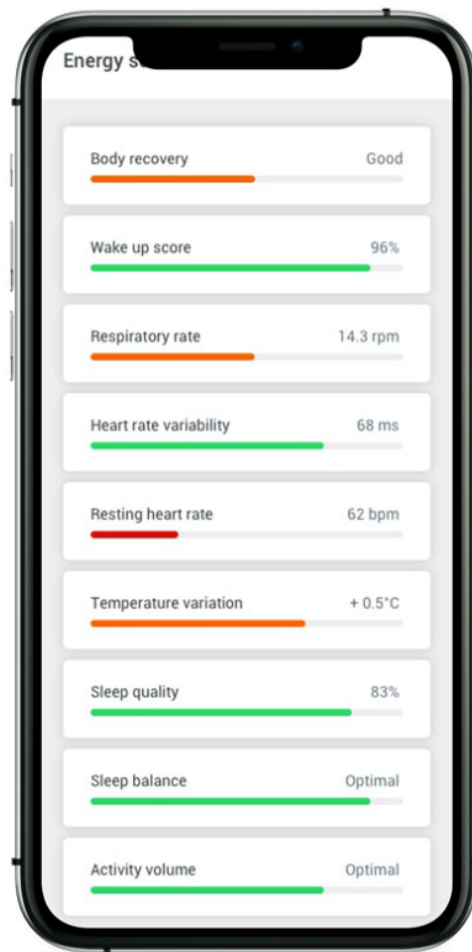 Energy
Body recovery Good
Wake up score 96%
Respiratory rate 14.3 rpm
Heart rate variability 68 ms
Resting heart rate 62 bpm
Temperature variation + 0.5°C
Sleep quality 83%
Sleep balance Optimal
Activity volume Optimal